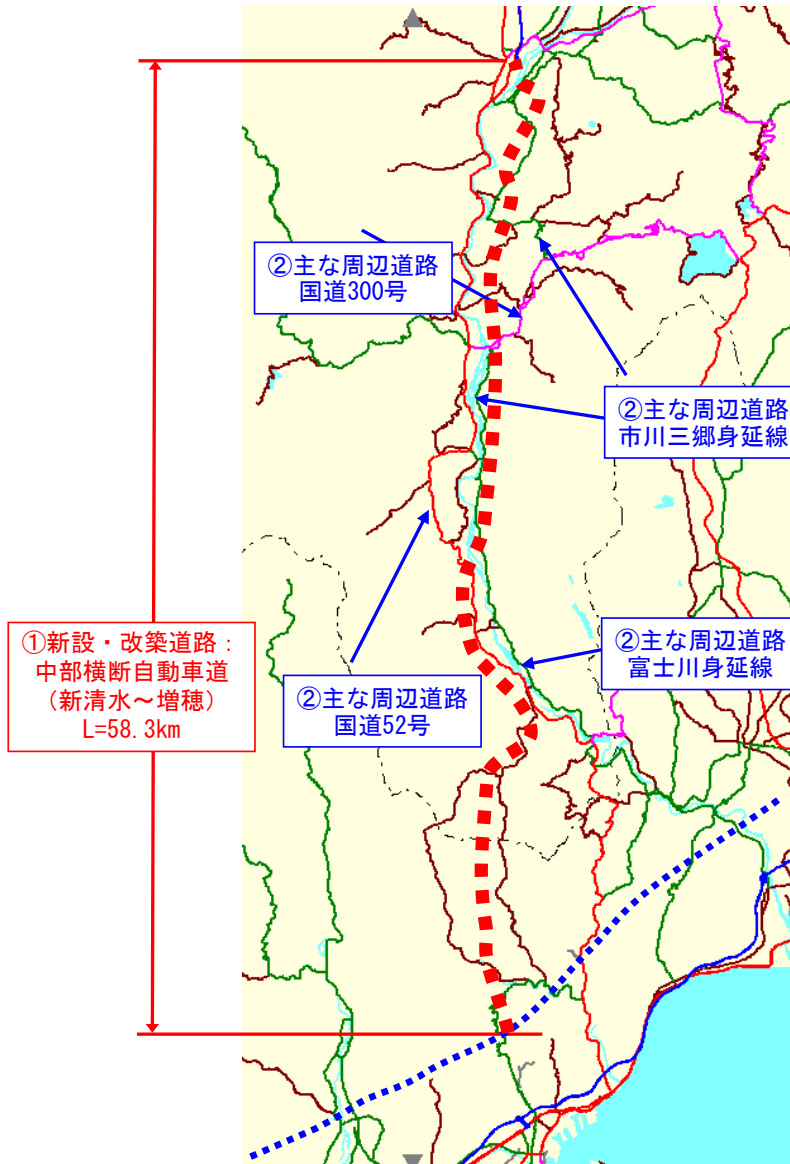 ②主な周辺道路
国道300号
②主な周辺道路
市川三郷身延線
①新設・改築道路：
中部横断自動車道
（新清水～増穂）
L=58.3km
②主な周辺道路
国道52号
②主な周辺道路
富士川身延線